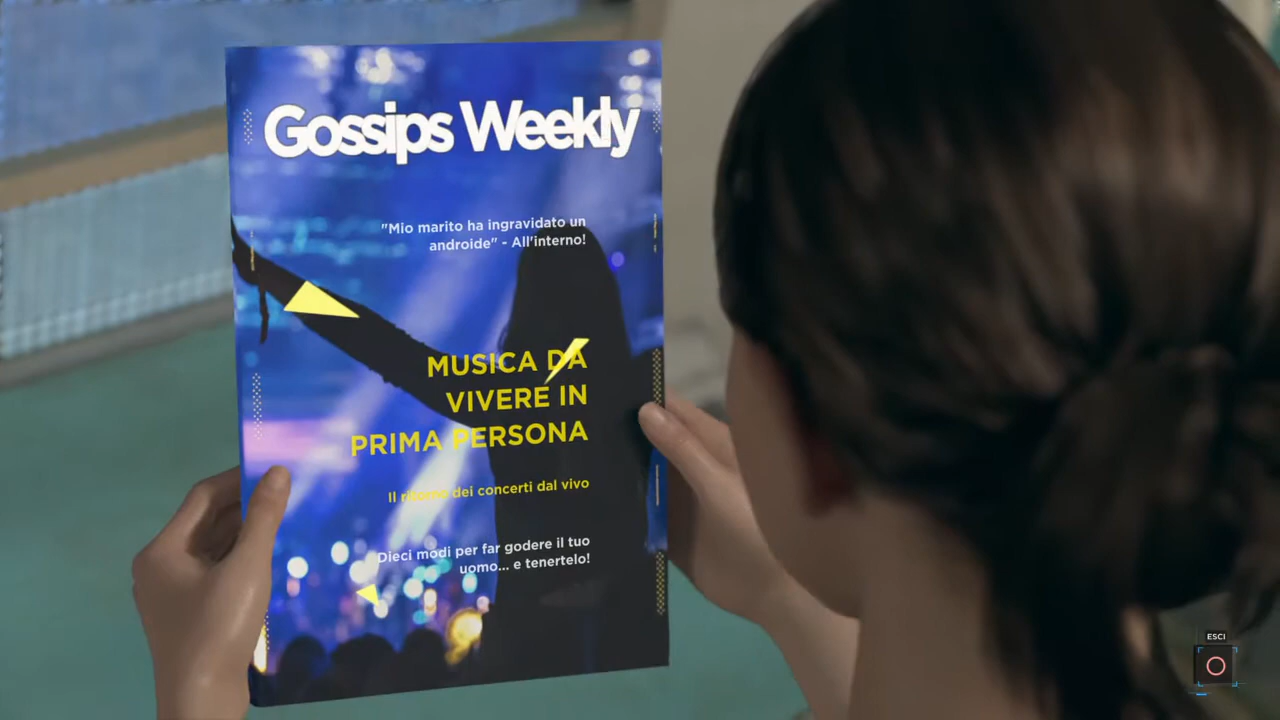 Gossips Weekly
"Mio marito ha ingravidato un
androide" - All'interno!
MUSICA DA
VIVERE IN
PRIMA PERSONA
Il ritorno dei concerti dal vivo
Dieci modi per far godere il tuo
uomo... e tenertelo!
ESCI